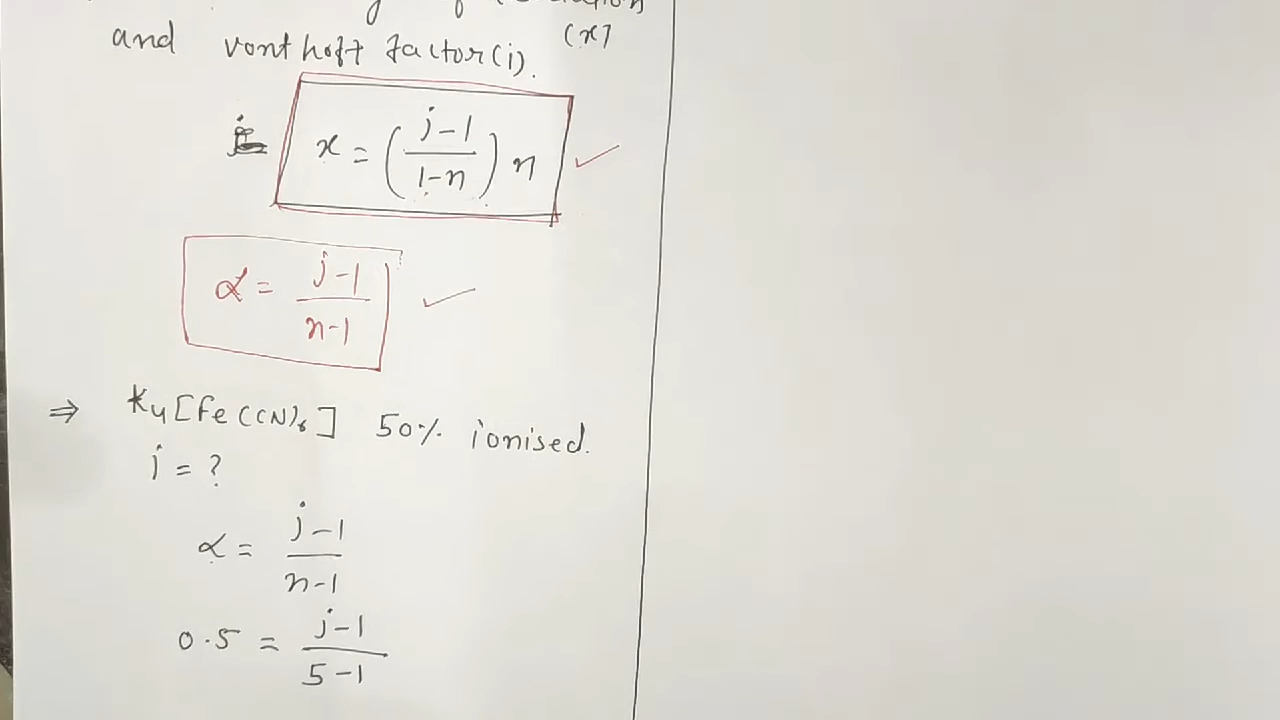 and vont hoft factor(i). (x)
x = ( i-1 / 1-n ) n
α = i-1 / n-1
⇒ K4[Fe(CN)6] 50% ionised.
i = ?
α = i-1 / n-1
0.5 = i-1 / 5-1